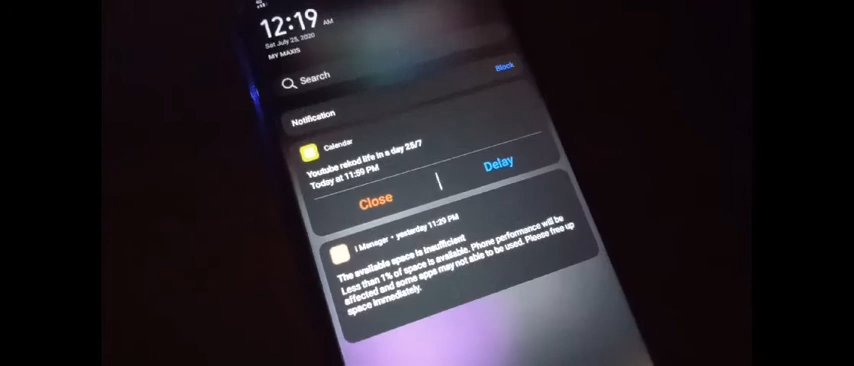 12:19 AM
Sat July 25, 2020
MY MAXIS
Search
Block
Notification
Calendar
Youtube rekod life in a day 25/7
Today at 11:59 PM
Close | Delay
I Manager • yesterday 11:29 PM
The available space is insufficient
Less than 1% of space is available. Phone performance will be
affected and some apps may not able to be used. Please free up
space immediately.